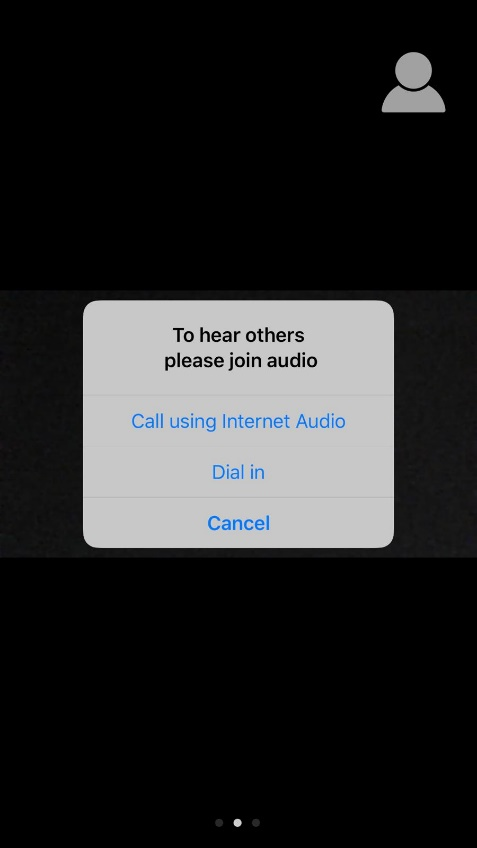 To hear others
please join audio
Call using Internet Audio
Dial in
Cancel